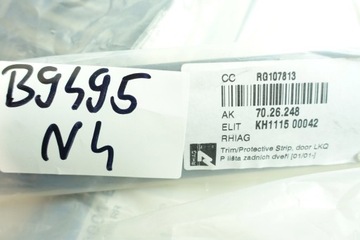 B9495
N4
CC RG107813
AK 70.26.248
ELIT KH1115 00042
RHIAG
Trim/Protective Strip, door LKQ
P lišta zadních dveří [01/01-]